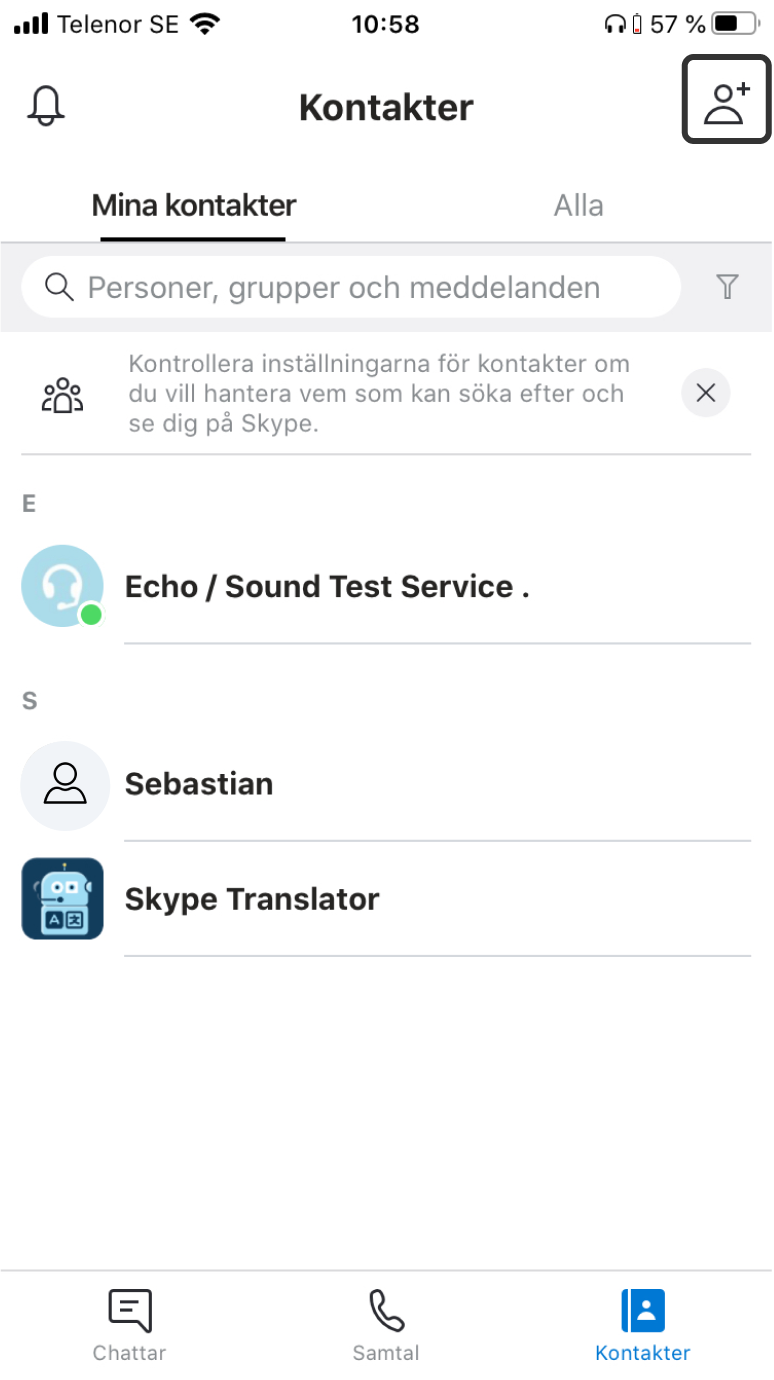 Telenor SE 10:58 57 %
Kontakter
Mina kontakter Alla
Personer, grupper och meddelanden
Kontrollera inställningarna för kontakter om
du vill hantera vem som kan söka efter och
se dig på Skype.
E
Echo / Sound Test Service .
S
Sebastian
A 文
Skype Translator
Chattar Samtal Kontakter